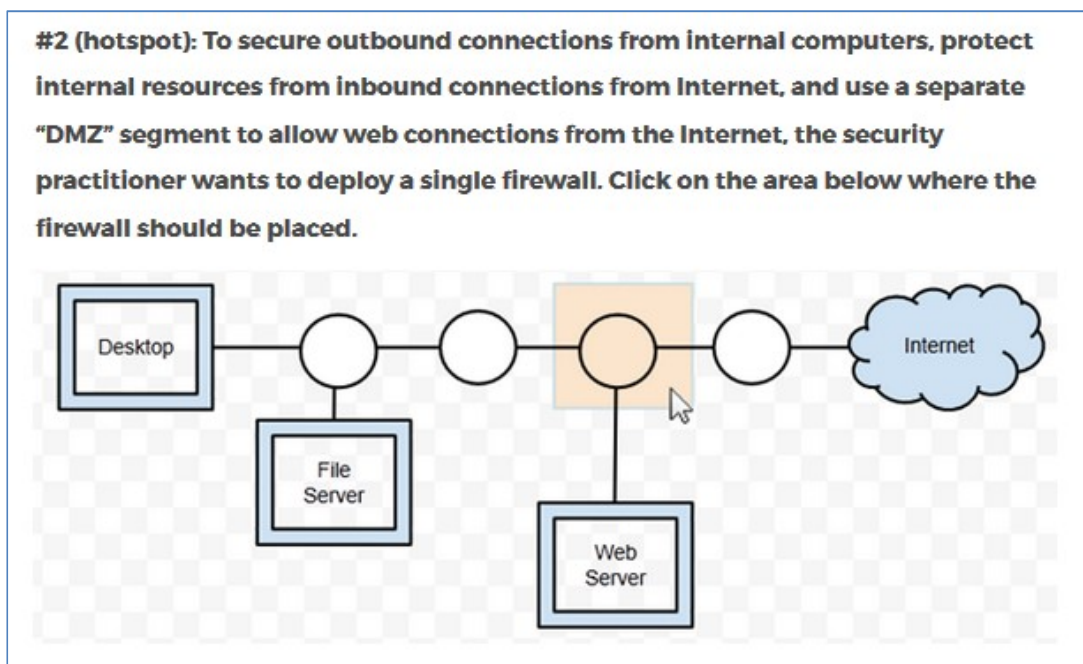 #2 (hotspot): To secure outbound connections from internal computers, protect
internal resources from inbound connections from Internet, and use a separate
“DMZ” segment to allow web connections from the Internet, the security
practitioner wants to deploy a single firewall. Click on the area below where the
firewall should be placed.
Desktop
Internet
File
Server
Web
Server